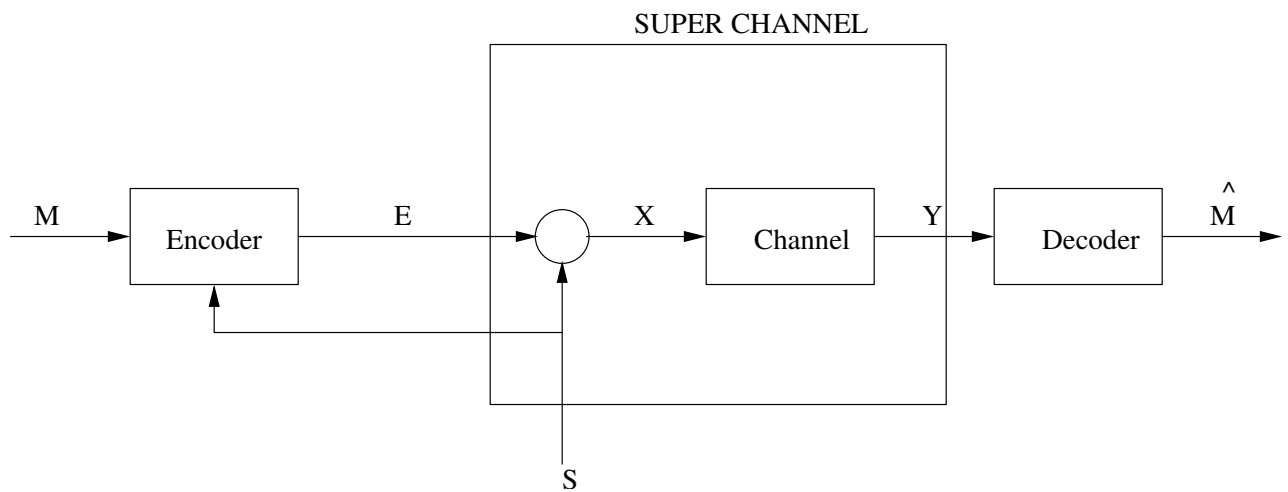 SUPER CHANNEL
M
Encoder
E
X
Channel
Y
Decoder
^
M
S